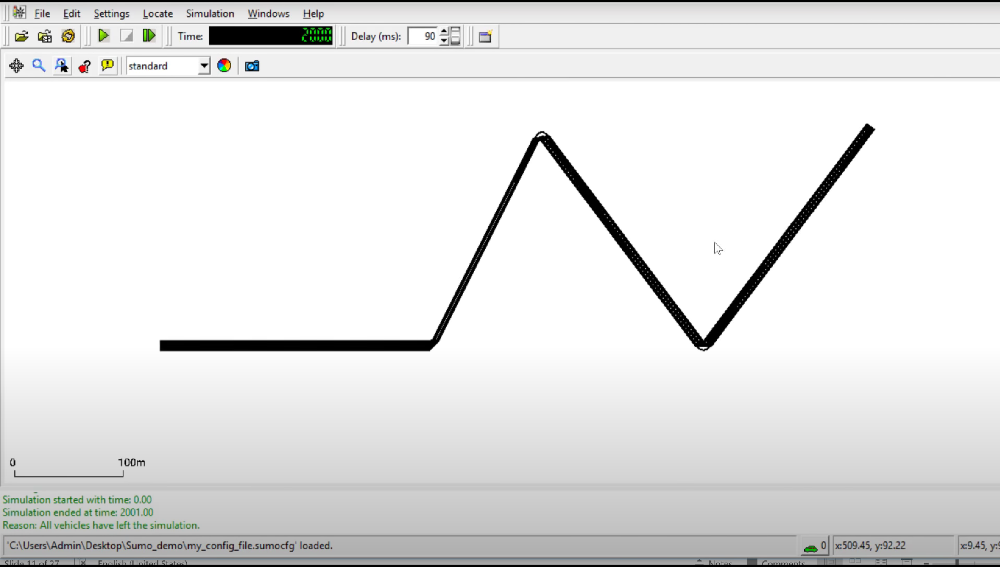 File Edit Settings Locate Simulation Windows Help
Time: 2000 Delay (ms): 90
standard
0 100m
Simulation started with time: 0.00
Simulation ended at time: 2001.00
Reason: All vehicles have left the simulation.
'C:\Users\Admin\Desktop\Sumo_demo\my_config_file.sumocfg' loaded. 0 x:509.45, y:92.22 x:9.45, y:9
Slide 11 of 27 English (United States) Notes Comments